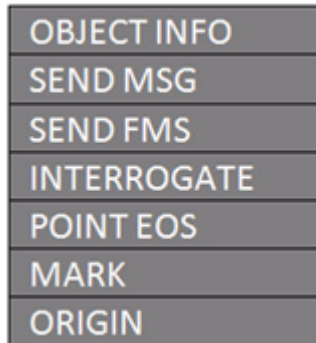 OBJECT INFO
SEND MSG
SEND FMS
INTERROGATE
POINT EOS
MARK
ORIGIN